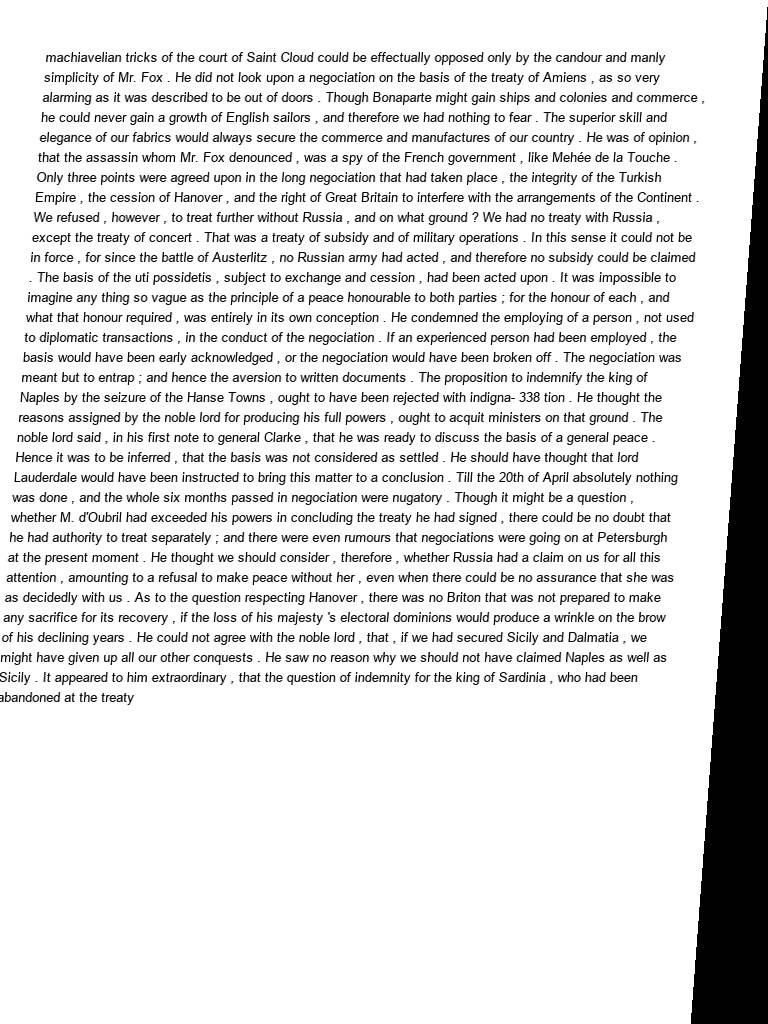 machiavelian tricks of the court of Saint Cloud could be effectually opposed only by the candour and manly
simplicity of Mr. Fox . He did not look upon a negociation on the basis of the treaty of Amiens , as so very
alarming as it was described to be out of doors . Though Bonaparte might gain ships and colonies and commerce ,
he could never gain a growth of English sailors , and therefore we had nothing to fear . The superior skill and
elegance of our fabrics would always secure the commerce and manufactures of our country . He was of opinion ,
that the assassin whom Mr. Fox denounced , was a spy of the French government , like Mehée de la Touche .
Only three points were agreed upon in the long negociation that had taken place , the integrity of the Turkish
Empire , the cession of Hanover , and the right of Great Britain to interfere with the arrangements of the Continent .
We refused , however , to treat further without Russia , and on what ground ? We had no treaty with Russia ,
except the treaty of concert . That was a treaty of subsidy and of military operations . In this sense it could not be
in force , for since the battle of Austerlitz , no Russian army had acted , and therefore no subsidy could be claimed
. The basis of the uti possidetis , subject to exchange and cession , had been acted upon . It was impossible to
imagine any thing so vague as the principle of a peace honourable to both parties ; for the honour of each , and
what that honour required , was entirely in its own conception . He condemned the employing of a person , not used
to diplomatic transactions , in the conduct of the negociation . If an experienced person had been employed , the
basis would have been early acknowledged , or the negociation would have been broken off . The negociation was
meant but to entrap ; and hence the aversion to written documents . The proposition to indemnify the king of
Naples by the seizure of the Hanse Towns , ought to have been rejected with indigna- 338 tion . He thought the
reasons assigned by the noble lord for producing his full powers , ought to acquit ministers on that ground . The
noble lord said , in his first note to general Clarke , that he was ready to discuss the basis of a general peace .
Hence it was to be inferred , that the basis was not considered as settled . He should have thought that lord
Lauderdale would have been instructed to bring this matter to a conclusion . Till the 20th of April absolutely nothing
was done , and the whole six months passed in negociation were nugatory . Though it might be a question ,
whether M. d'Oubril had exceeded his powers in concluding the treaty he had signed , there could be no doubt that
he had authority to treat separately ; and there were even rumours that negociations were going on at Petersburgh
at the present moment . He thought we should consider , therefore , whether Russia had a claim on us for all this
attention , amounting to a refusal to make peace without her , even when there could be no assurance that she was
as decidedly with us . As to the question respecting Hanover , there was no Briton that was not prepared to make
any sacrifice for its recovery , if the loss of his majesty 's electoral dominions would produce a wrinkle on the brow
of his declining years . He could not agree with the noble lord , that , if we had secured Sicily and Dalmatia , we
might have given up all our other conquests . He saw no reason why we should not have claimed Naples as well as
Sicily . It appeared to him extraordinary , that the question of indemnity for the king of Sardinia , who had been
abandoned at the treaty